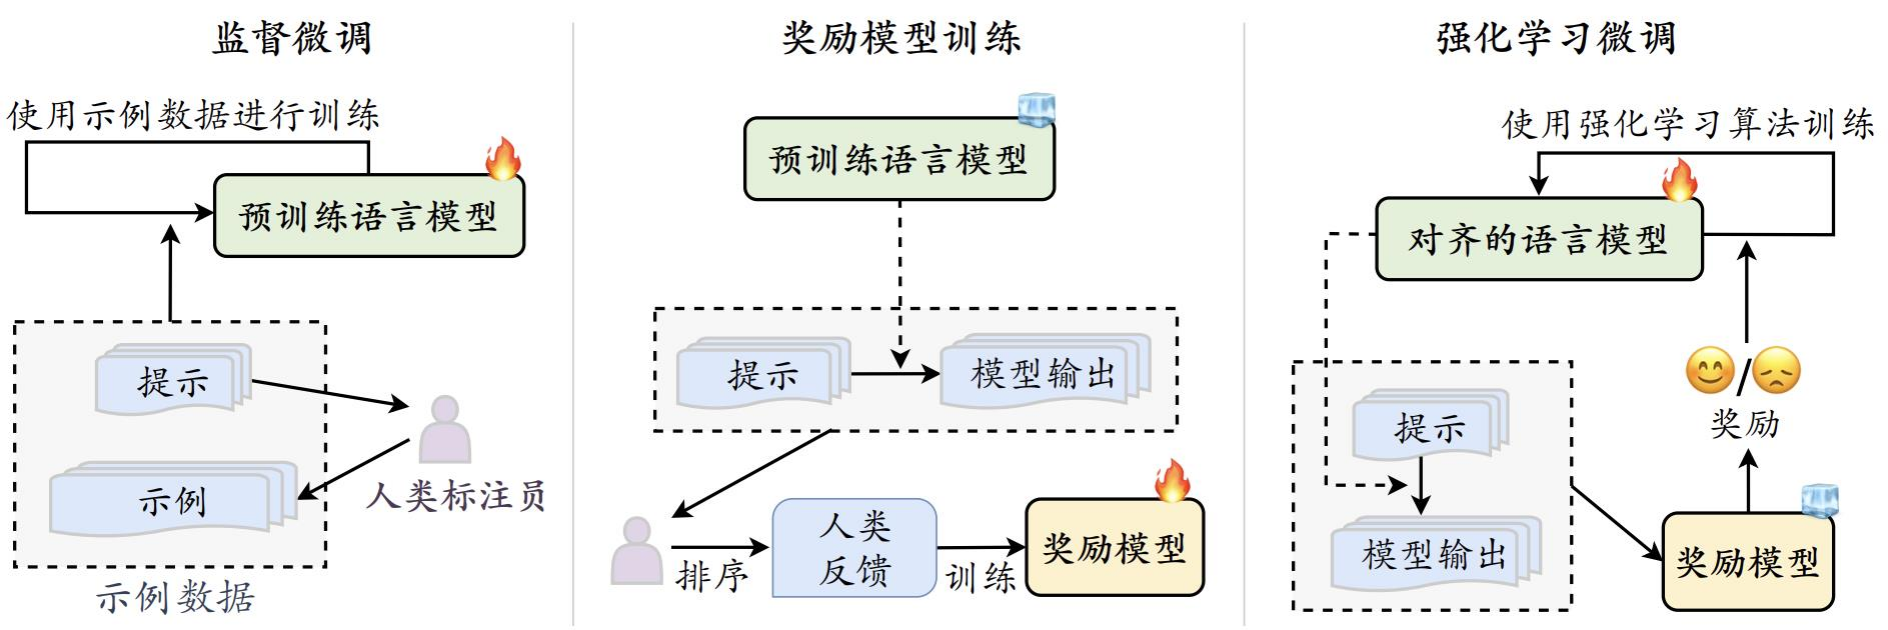 监督微调
使用示例数据进行训练
预训练语言模型
提示
示例
人类标注员
示例数据
奖励模型训练
预训练语言模型
提示
模型输出
排序
人类
反馈
训练
奖励模型
强化学习微调
使用强化学习算法训练
对齐的语言模型
/
奖励
提示
模型输出
奖励模型